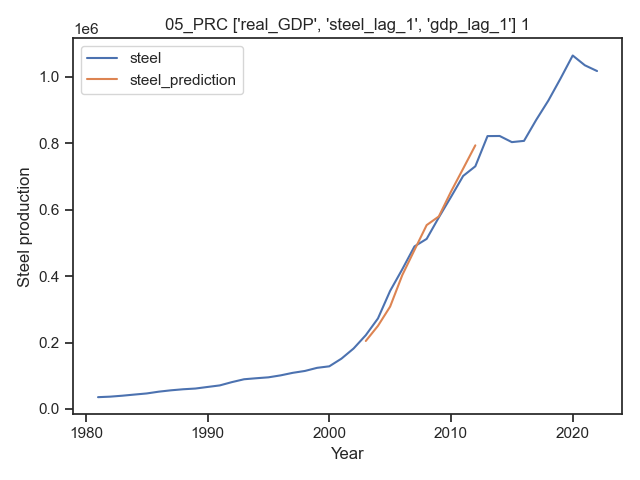 05_PRC ['real_GDP', 'steel_lag_1', 'gdp_lag_1'] 1
1e6
steel
steel_prediction
1.0
0.8
0.6
0.4
0.2
0.0
Steel production
1980
1990
2000
2010
2020
Year